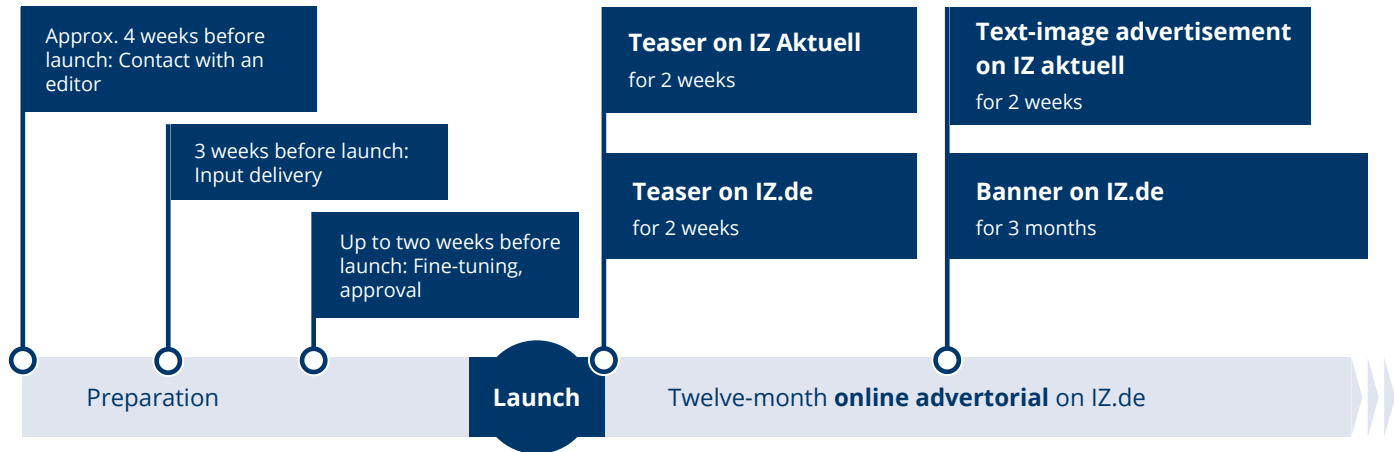 Approx. 4 weeks before
launch: Contact with an
editor
3 weeks before launch:
Input delivery
Up to two weeks before
launch: Fine-tuning,
approval
Teaser on IZ Aktuell
for 2 weeks
Teaser on IZ.de
for 2 weeks
Text-image advertisement
on IZ aktuell
for 2 weeks
Banner on IZ.de
for 3 months
Preparation
Launch
Twelve-month online advertorial on IZ.de